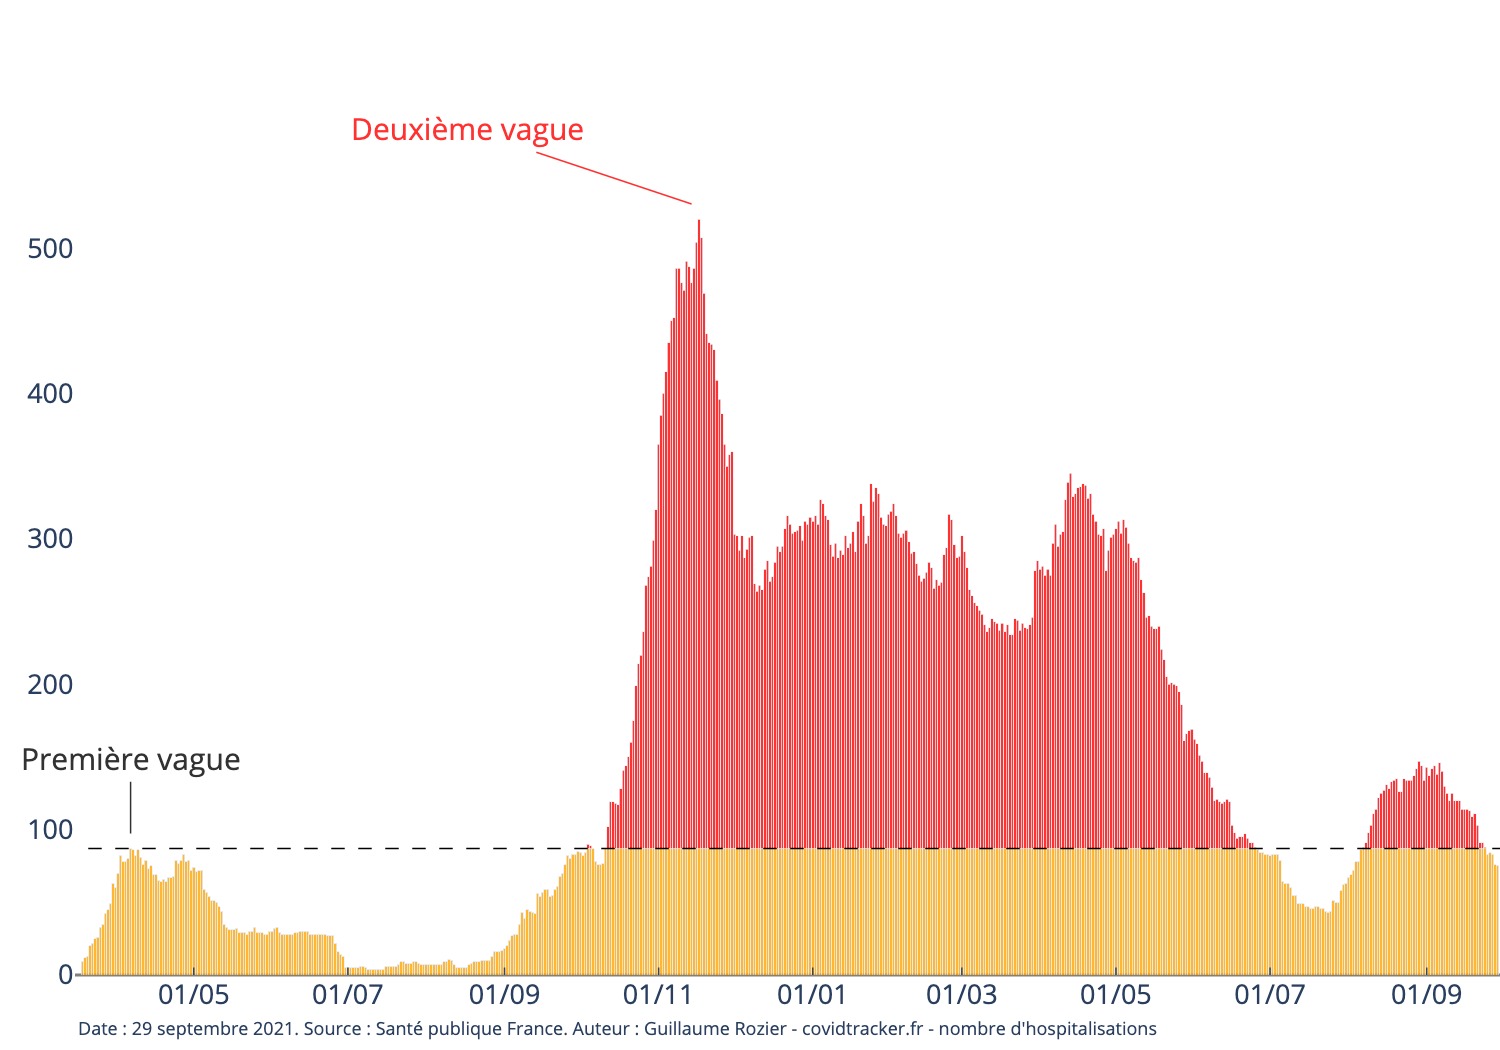 Deuxième vague
500
400
300
200
Première vague
100
0
01/05 01/07 01/09 01/11 01/01 01/03 01/05 01/07 01/09
Date : 29 septembre 2021. Source : Santé publique France. Auteur : Guillaume Rozier - covidtracker.fr - nombre d'hospitalisations